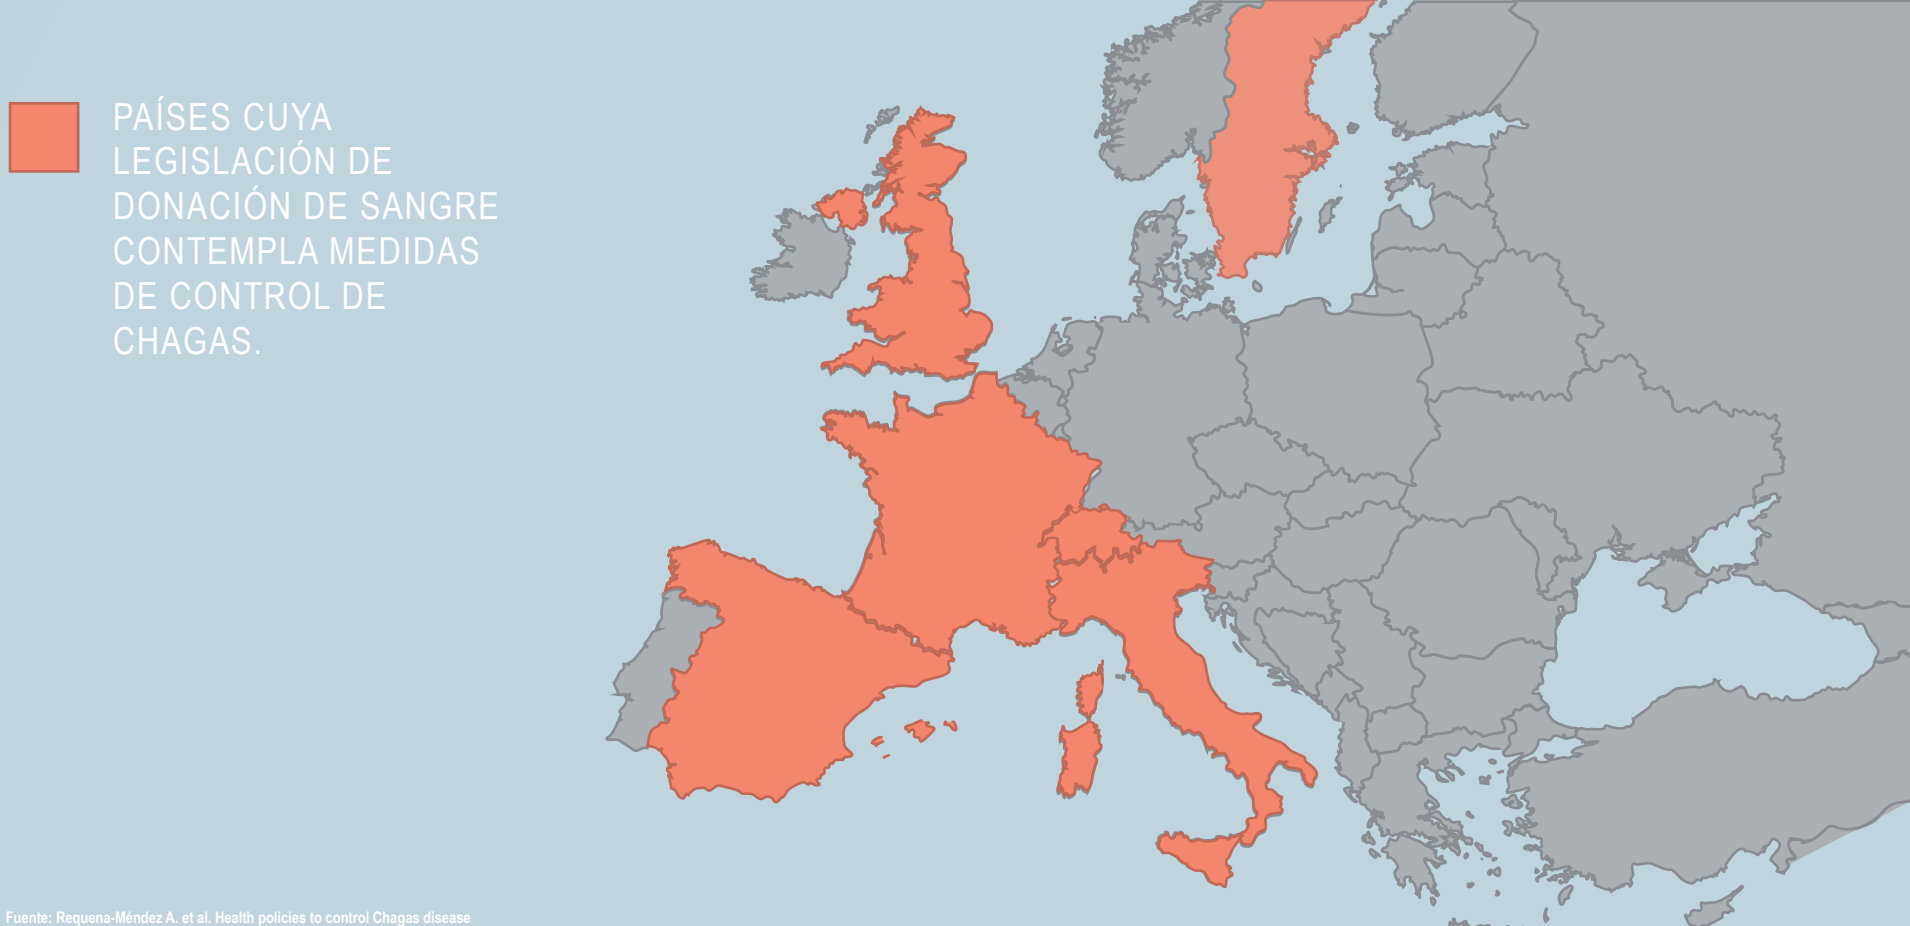 PAÍSES CUYA
LEGISLACIÓN DE
DONACIÓN DE SANGRE
CONTEMPLA MEDIDAS
DE CONTROL DE
CHAGAS.
Fuente: Requena-Méndez A. et al. Health policies to control Chagas disease